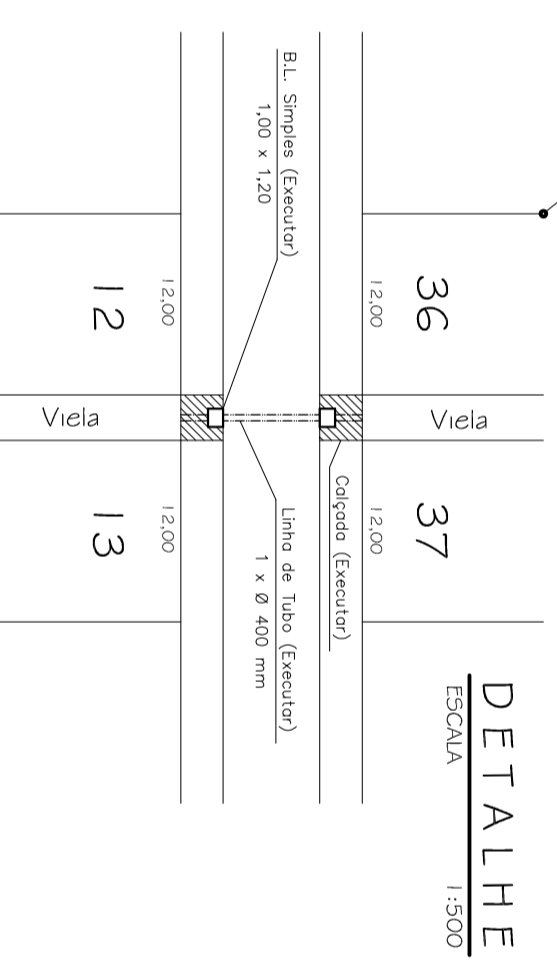 DETALHE
ESCALA 1:500
36
12,00
Viela
37
12,00
Calçada (Executar)
B.L. Simples (Executar)
1,00 x 1,20
Linha de Tubo (Executar)
1 x Ø 400 mm
12,00
12
Viela
12,00
13